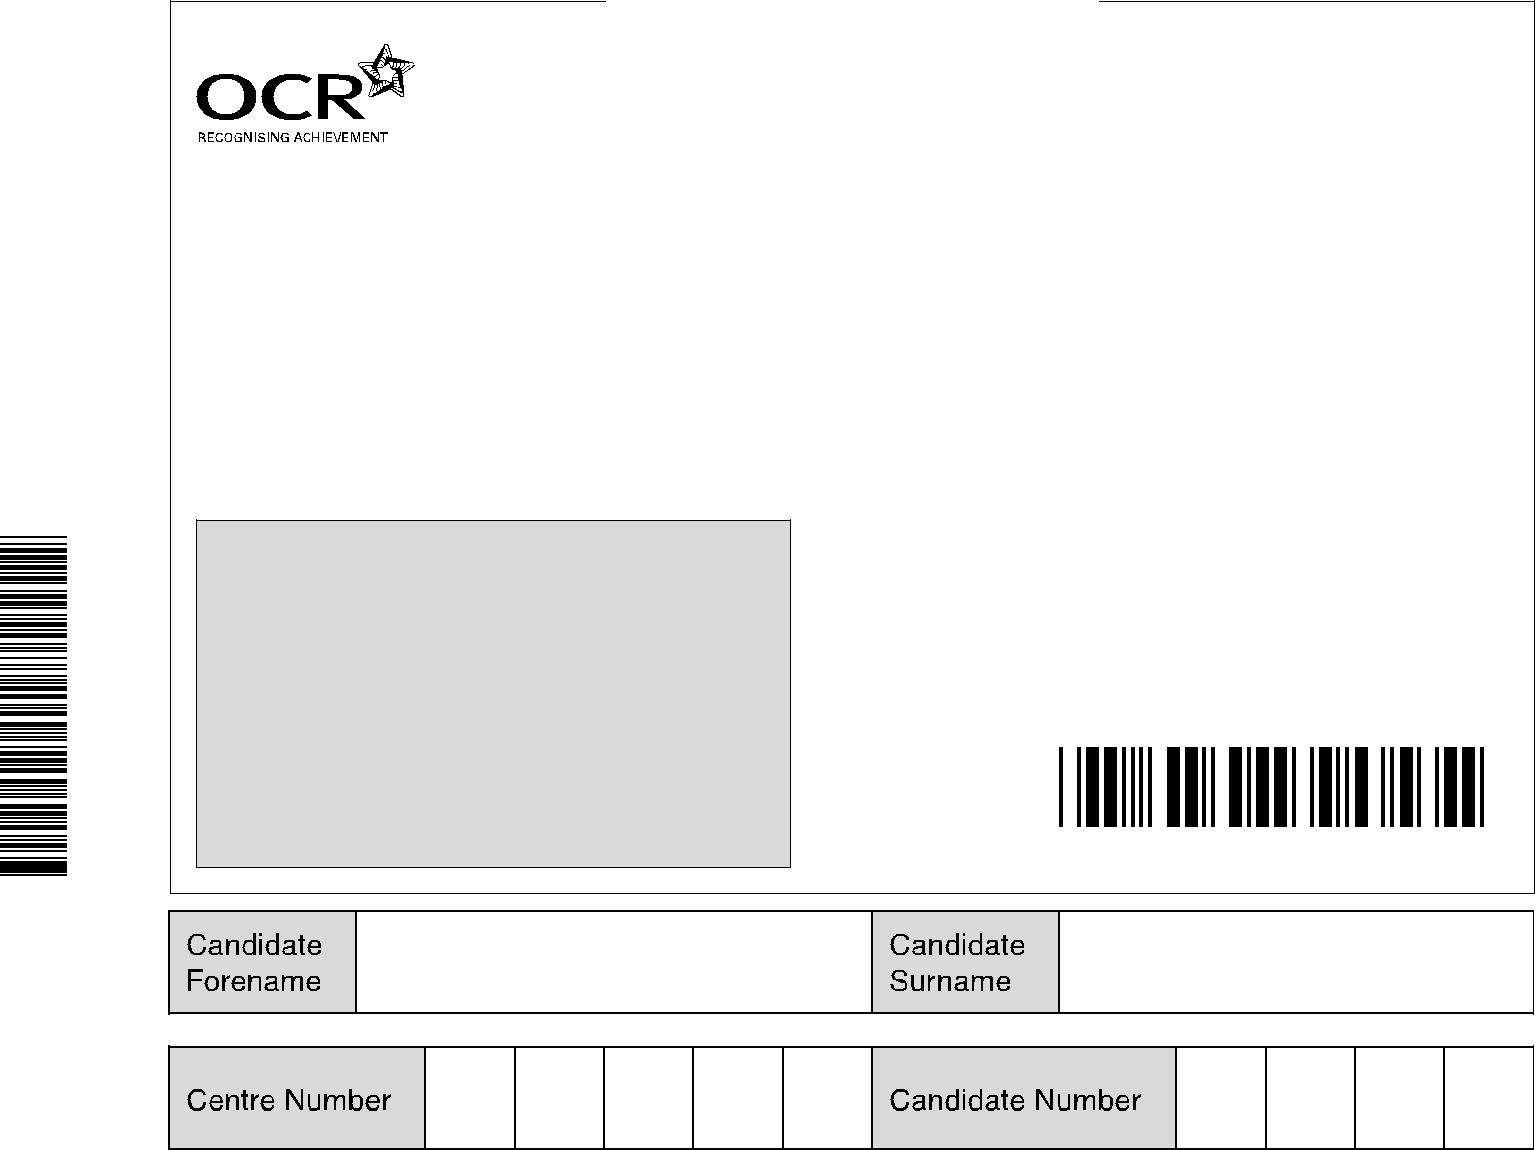 OCR
RECOGNISING ACHIEVEMENT
Candidate
Forename
Candidate
Surname
Centre Number
Candidate Number